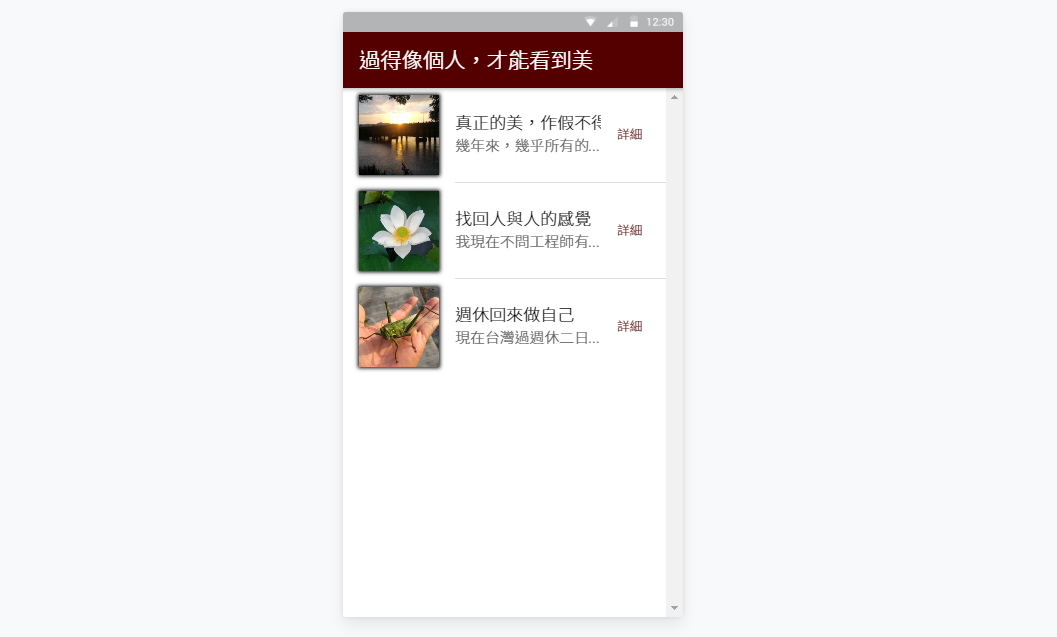 12:30
過得像個人，才能看到美
真正的美，作假不得
幾年來，幾乎所有的...
詳細
找回人與人的感覺
我現在不問工程師有...
詳細
週休回來做自己
現在台灣過週休二日...
詳細